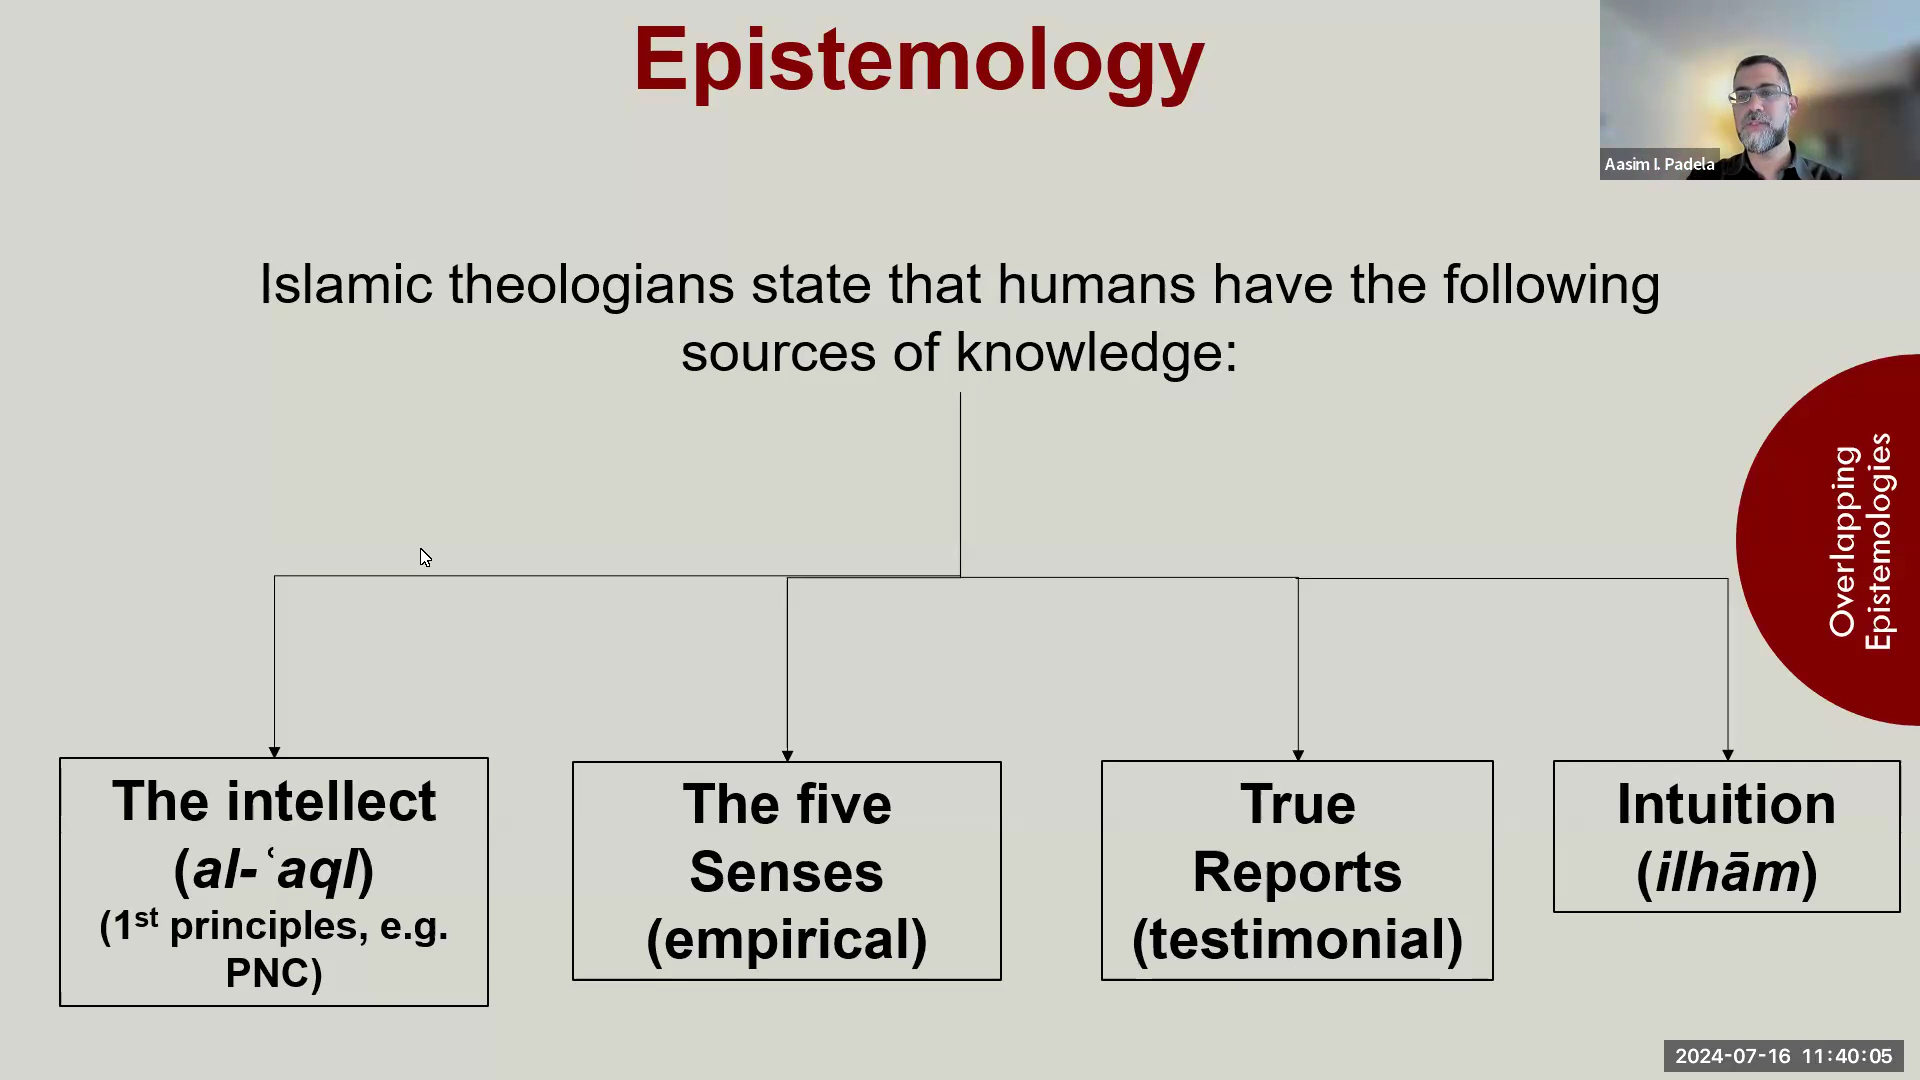 Epistemology
Aasim I. Padela
Islamic theologians state that humans have the following
sources of knowledge:
Overlapping
Epistemologies
The intellect
(al-ʿaql)
(1st principles, e.g.
PNC)
The five
Senses
(empirical)
True
Reports
(testimonial)
Intuition
(ilhām)
2024-07-16 11:40:05